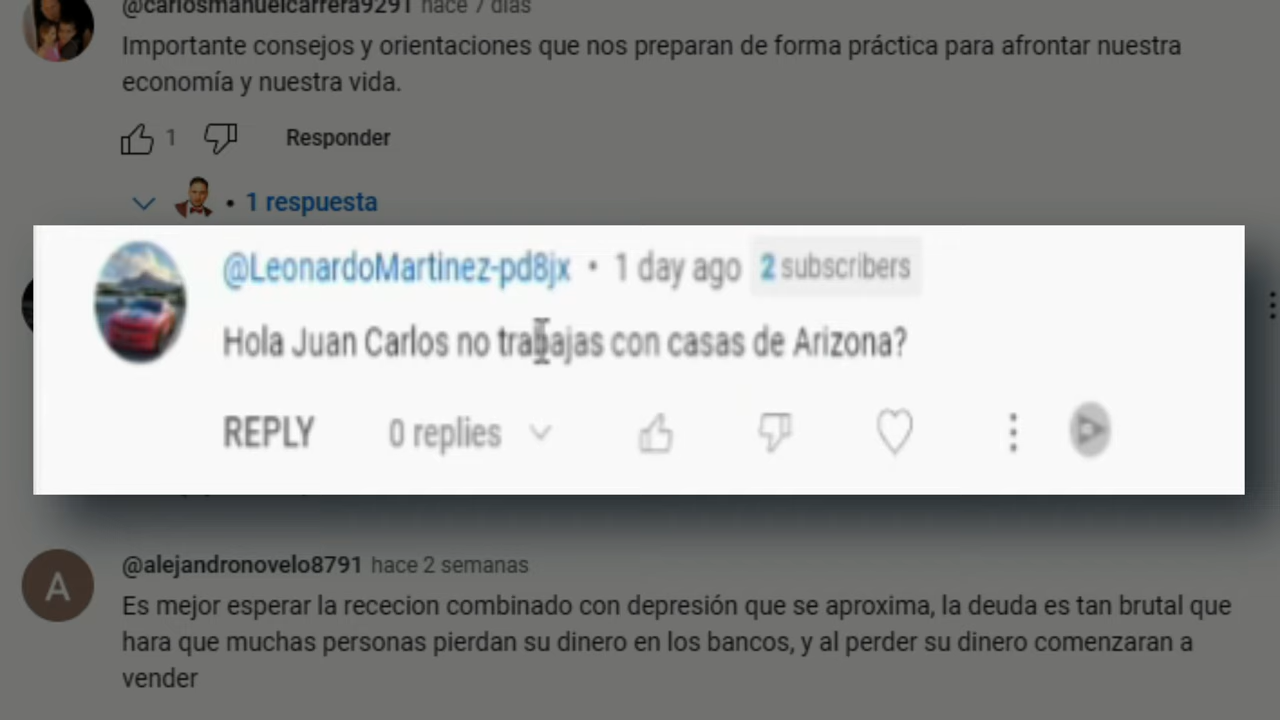 @carlosmanuelcarrera9291 hace 7 días
Importante consejos y orientaciones que nos preparan de forma práctica para afrontar nuestra
economía y nuestra vida.
1 Responder
• 1 respuesta
@LeonardoMartinez-pd8jx • 1 day ago 2 subscribers
Hola Juan Carlos no trabajas con casas de Arizona?
REPLY 0 replies
A @alejandronovelo8791 hace 2 semanas
Es mejor esperar la rececion combinado con depresión que se aproxima, la deuda es tan brutal que
hara que muchas personas pierdan su dinero en los bancos, y al perder su dinero comenzaran a
vender